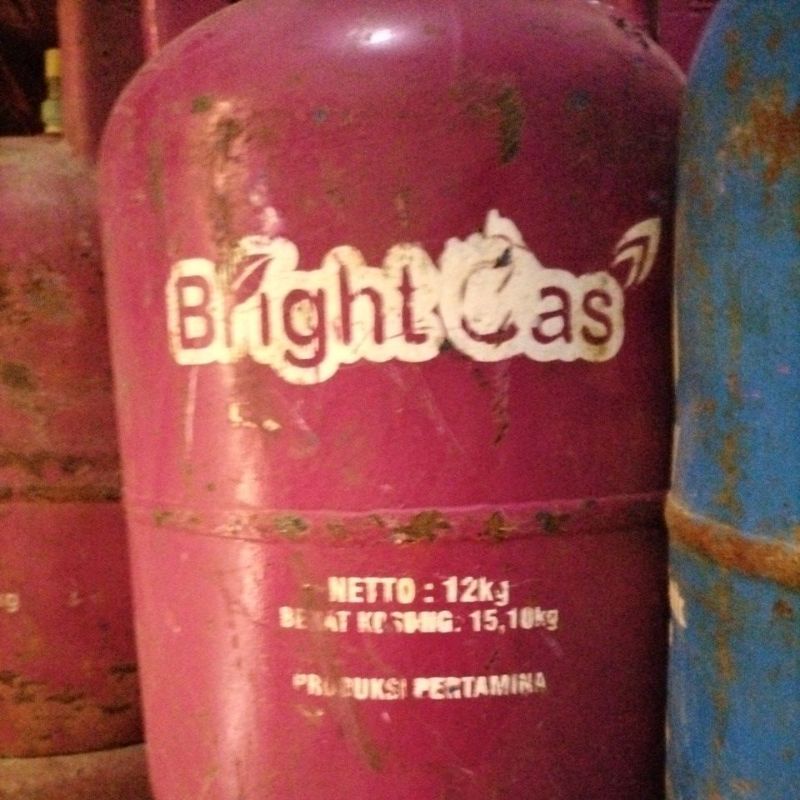 Bright Gas
NETTO : 12kg
BERAT KOSONG: 15,10kg
PRODUKSI PERTAMINA